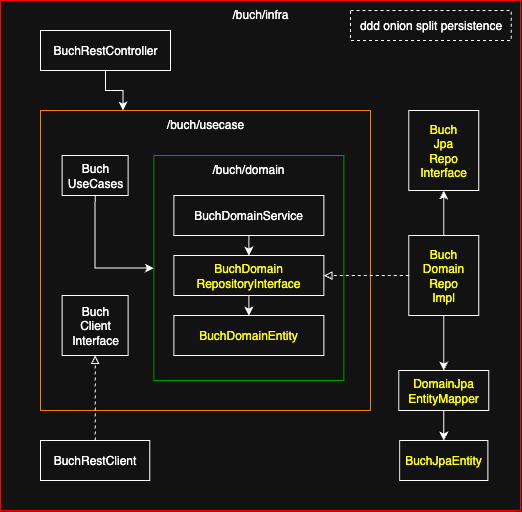 /buch/infra
ddd onion split persistence
BuchRestController
/buch/usecase
Buch
UseCases
/buch/domain
BuchDomainService
BuchDomain
RepositoryInterface
BuchDomainEntity
Buch
Client
Interface
BuchRestClient
Buch
Jpa
Repo
Interface
Buch
Domain
Repo
Impl
DomainJpa
EntityMapper
BuchJpaEntity